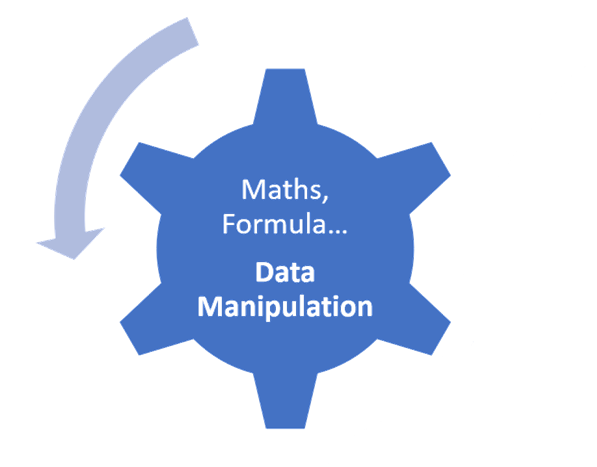 Maths,
Formula…
Data
Manipulation